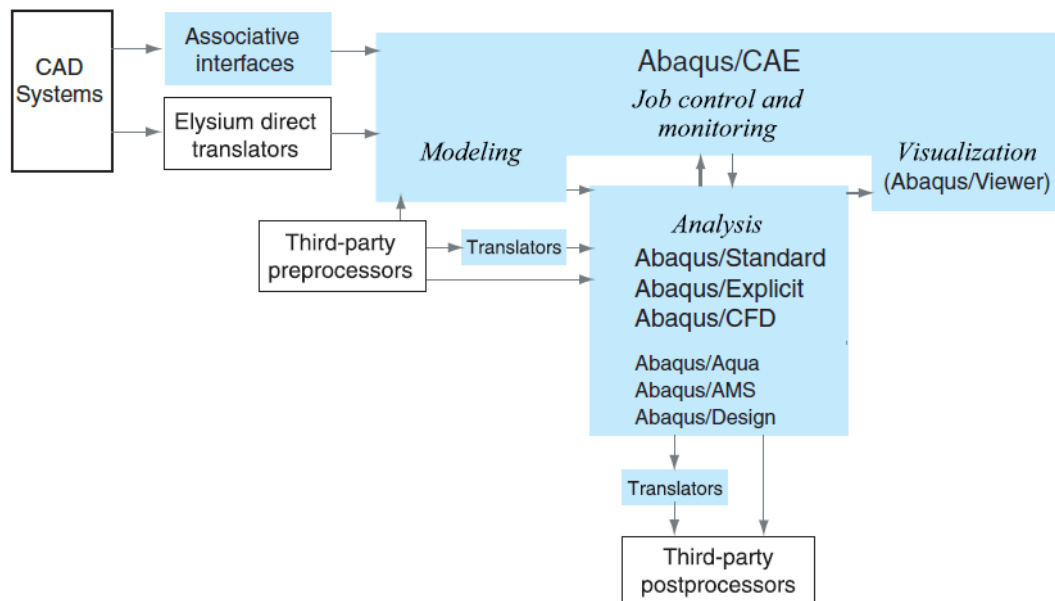 CAD
Systems
Associative
interfaces
Elysium direct
translators
Abaqus/CAE
Job control and
monitoring
Modeling
Visualization
(Abaqus/Viewer)
Third-party
preprocessors
Translators
Analysis
Abaqus/Standard
Abaqus/Explicit
Abaqus/CFD
Abaqus/Aqua
Abaqus/AMS
Abaqus/Design
Translators
Third-party
postprocessors